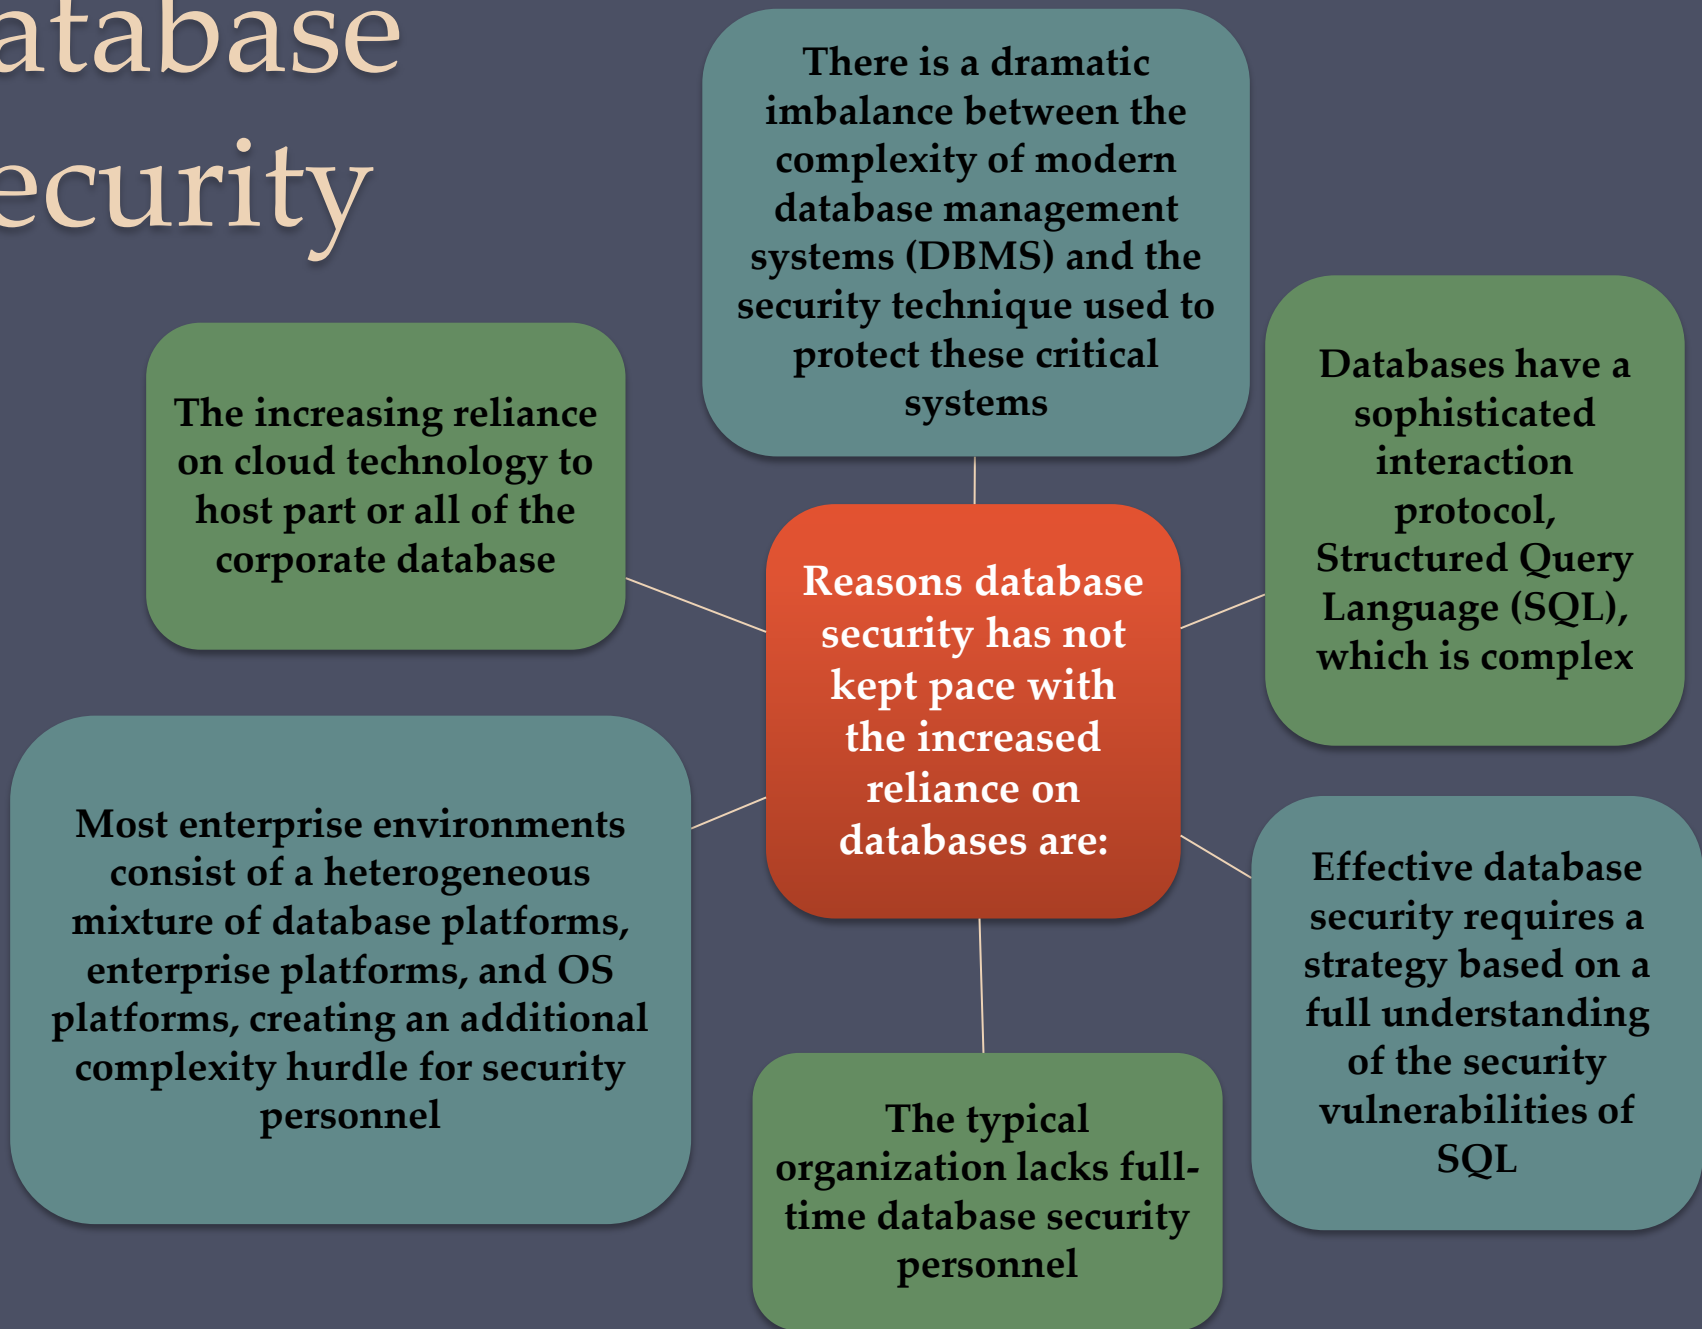 atabase
ecurity
There is a dramatic
imbalance between the
complexity of modern
database management
systems (DBMS) and the
security technique used to
protect these critical
systems
Databases have a
sophisticated
interaction
protocol,
Structured Query
Language (SQL),
which is complex
Effective database
security requires a
strategy based on a
full understanding
of the security
vulnerabilities of
SQL
The typical
organization lacks full-
time database security
personnel
Most enterprise environments
consist of a heterogeneous
mixture of database platforms,
enterprise platforms, and OS
platforms, creating an additional
complexity hurdle for security
personnel
The increasing reliance
on cloud technology to
host part or all of the
corporate database
Reasons database
security has not
kept pace with
the increased
reliance on
databases are: